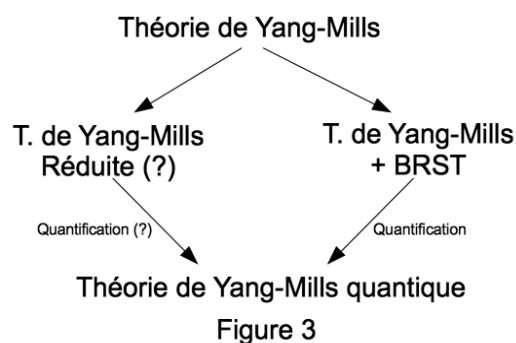 Théorie de Yang-Mills
T. de Yang-Mills
Réduite (?)
T. de Yang-Mills
+ BRST
Quantification (?)
Quantification
Théorie de Yang-Mills quantique
Figure 3